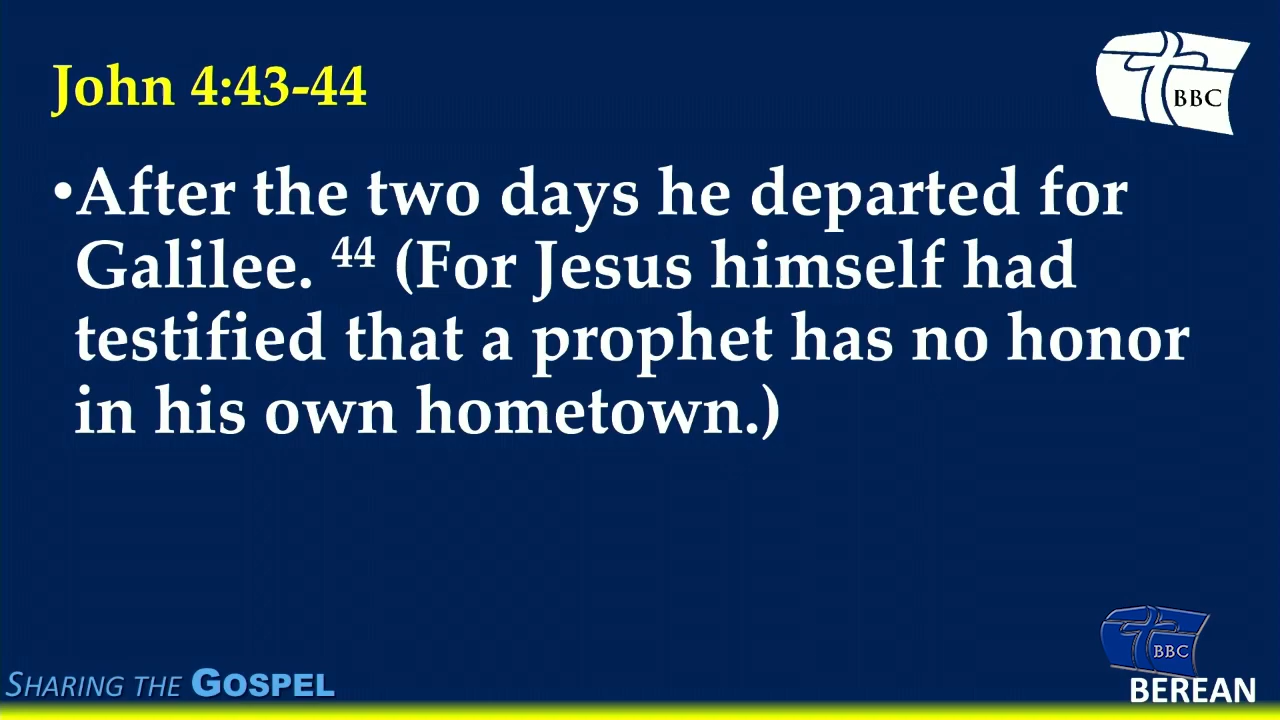 John 4:43-44
BBC
•After the two days he departed for
Galilee. 44 (For Jesus himself had
testified that a prophet has no honor
in his own hometown.)
BBC
SHARING THE GOSPEL
BEREAN